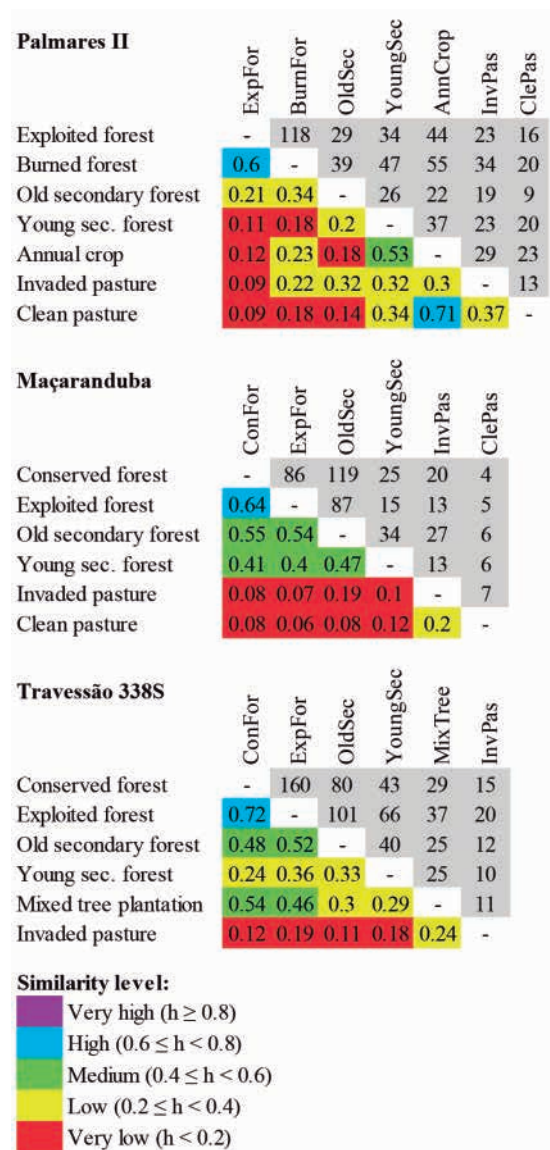 Palmares II
ExpFor BurnFor OldSec YoungSec AnnCrop InvPas ClePas
Exploited forest - 118 29 34 44 23 16
Burned forest 0.6 - 39 47 55 34 20
Old secondary forest 0.21 0.34 - 26 22 19 9
Young sec. forest 0.11 0.18 0.2 - 37 23 20
Annual crop 0.12 0.23 0.18 0.53 - 29 23
Invaded pasture 0.09 0.22 0.32 0.32 0.3 - 13
Clean pasture 0.09 0.18 0.14 0.34 0.71 0.37 -
Maçaranduba
ConFor ExpFor OldSec YoungSec InvPas ClePas
Conserved forest - 86 119 25 20 4
Exploited forest 0.64 - 87 15 13 5
Old secondary forest 0.55 0.54 - 34 27 6
Young sec. forest 0.41 0.4 0.47 - 13 6
Invaded pasture 0.08 0.07 0.19 0.1 - 7
Clean pasture 0.08 0.06 0.08 0.12 0.2 -
Travessão 338S
ConFor ExpFor OldSec YoungSec MixTree InvPas
Conserved forest - 160 80 43 29 15
Exploited forest 0.72 - 101 66 37 20
Old secondary forest 0.48 0.52 - 40 25 12
Young sec. forest 0.24 0.36 0.33 - 25 10
Mixed tree plantation 0.54 0.46 0.3 0.29 - 11
Invaded pasture 0.12 0.19 0.11 0.18 0.24 -
Similarity level:
Very high (h ≥ 0.8)
High (0.6 ≤ h < 0.8)
Medium (0.4 ≤ h < 0.6)
Low (0.2 ≤ h < 0.4)
Very low (h < 0.2)